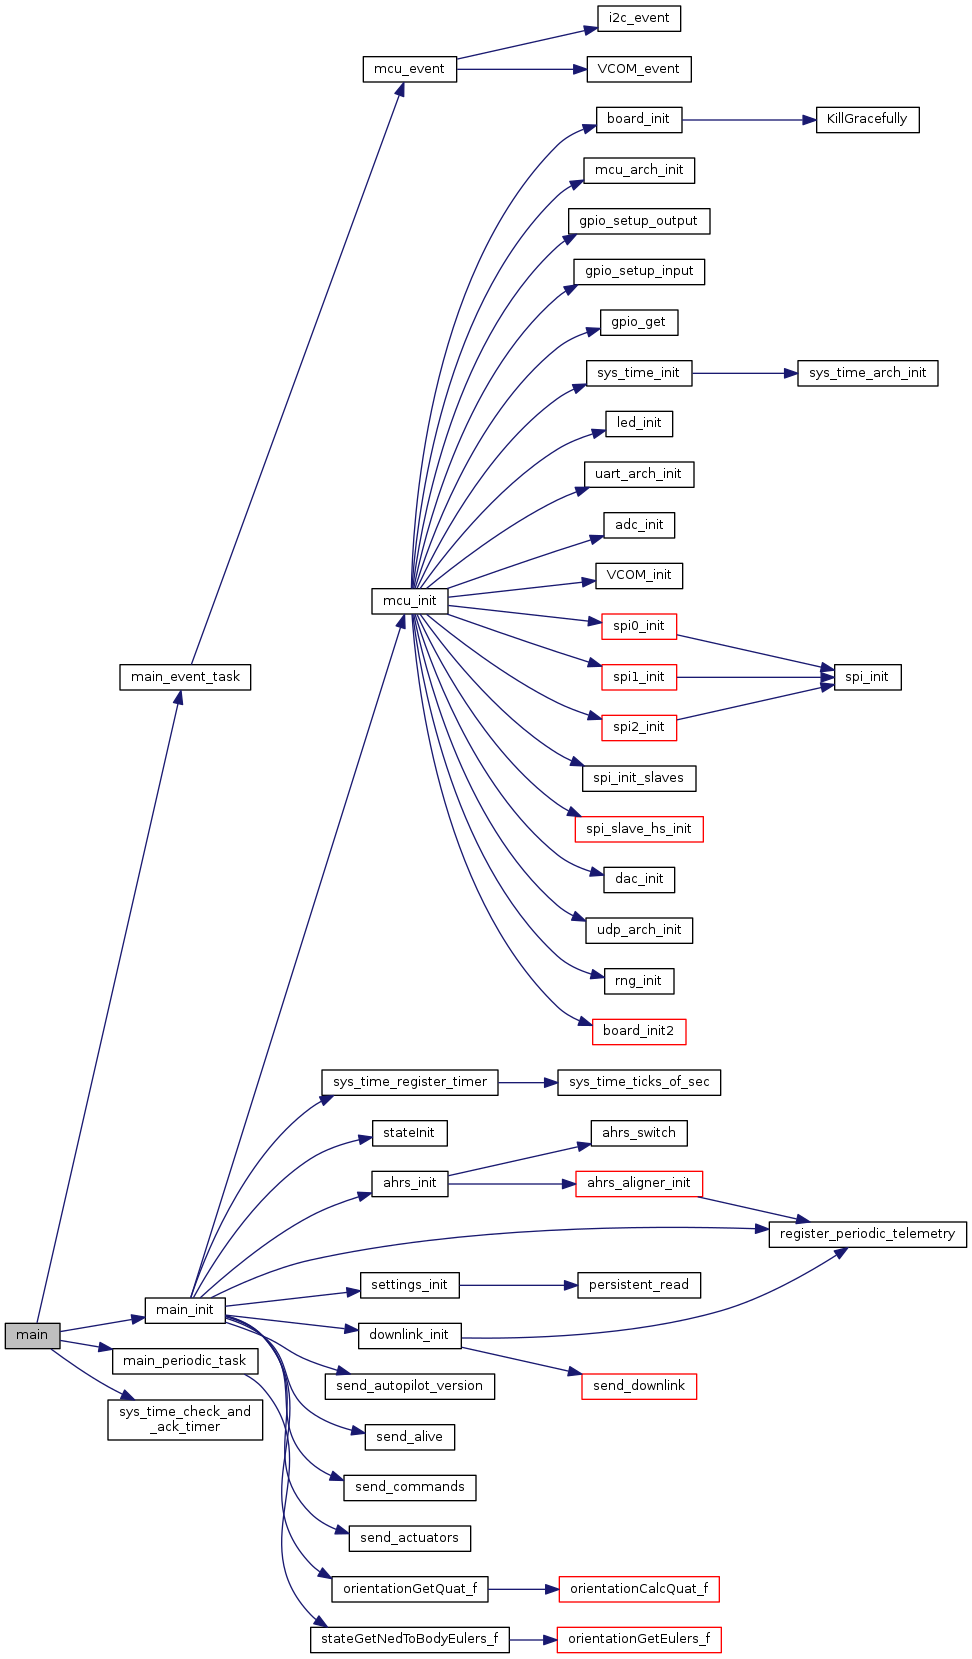 i2c_event
mcu_event
VCOM_event
board_init
KillGracefully
mcu_arch_init
gpio_setup_output
gpio_setup_input
gpio_get
sys_time_init
sys_time_arch_init
led_init
uart_arch_init
adc_init
VCOM_init
mcu_init
spi0_init
main_event_task
spi1_init
spi_init
spi2_init
spi_init_slaves
spi_slave_hs_init
dac_init
udp_arch_init
rng_init
board_init2
sys_time_register_timer
sys_time_ticks_of_sec
stateInit
ahrs_switch
ahrs_init
ahrs_aligner_init
register_periodic_telemetry
settings_init
persistent_read
main_init
main
downlink_init
main_periodic_task
send_autopilot_version
send_downlink
sys_time_check_and
_ack_timer
send_alive
send_commands
send_actuators
orientationGetQuat_f
orientationCalcQuat_f
stateGetNedToBodyEulers_f
orientationGetEulers_f